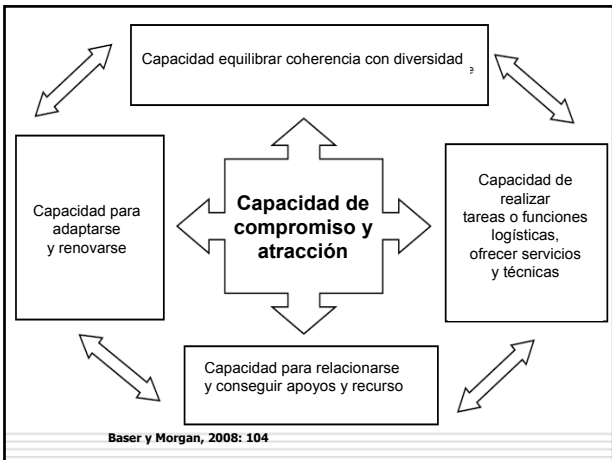 Capacidad equilibrar coherencia con diversidad
e
Capacidad para
adaptarse
y renovarse
Capacidad de
compromiso y
atracción
Capacidad de
realizar
tareas o funciones
logísticas,
ofrecer servicios
y técnicas
Capacidad para relacionarse
y conseguir apoyos y recurso
Baser y Morgan, 2008: 104